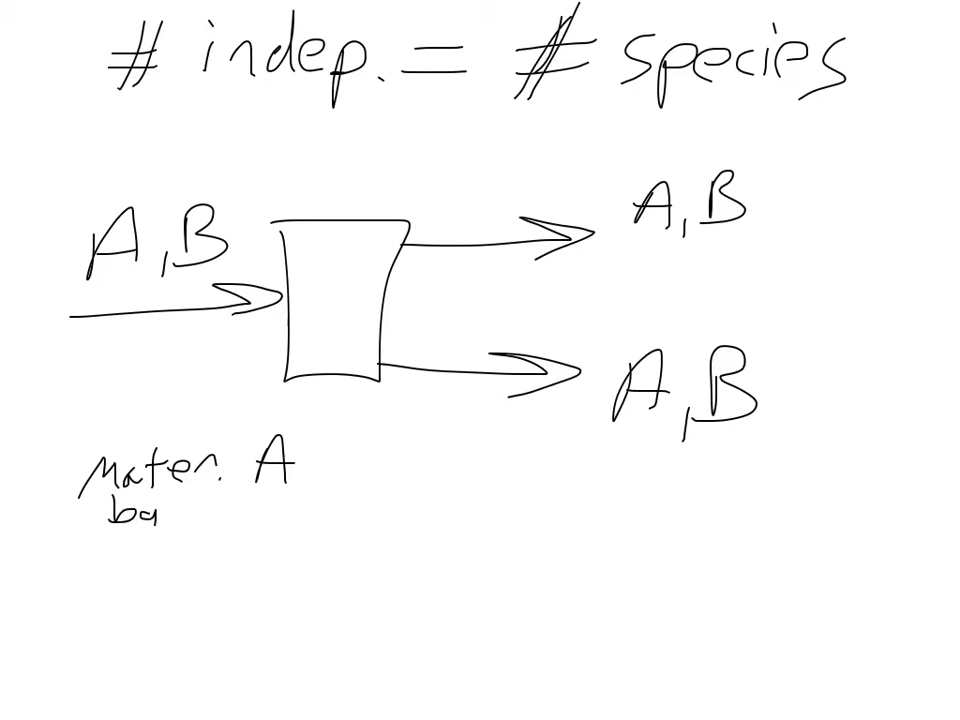 # indep. = # species
A, B
A, B
A, B
Mater. A
ba